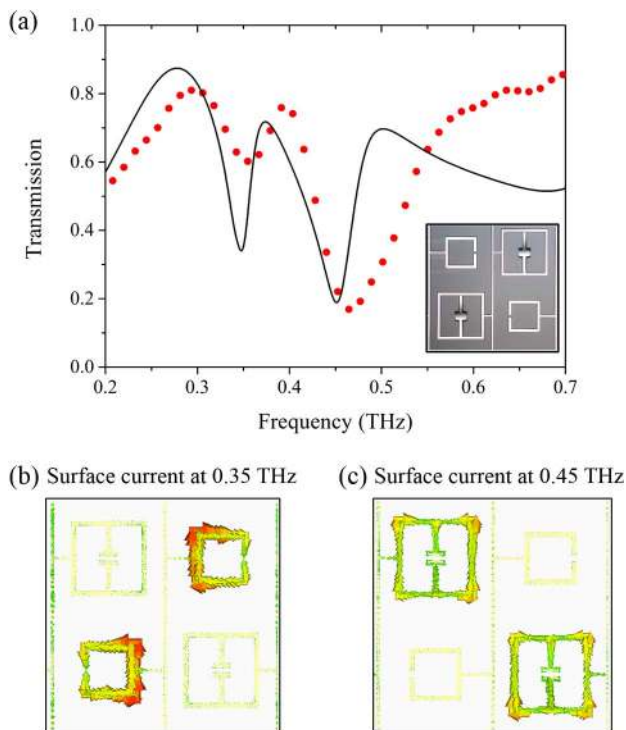 (a)
1.0
0.8
0.6
0.4
0.2
0.0
Transmission
0.2 0.3 0.4 0.5 0.6 0.7
Frequency (THz)
(b) Surface current at 0.35 THz
(c) Surface current at 0.45 THz